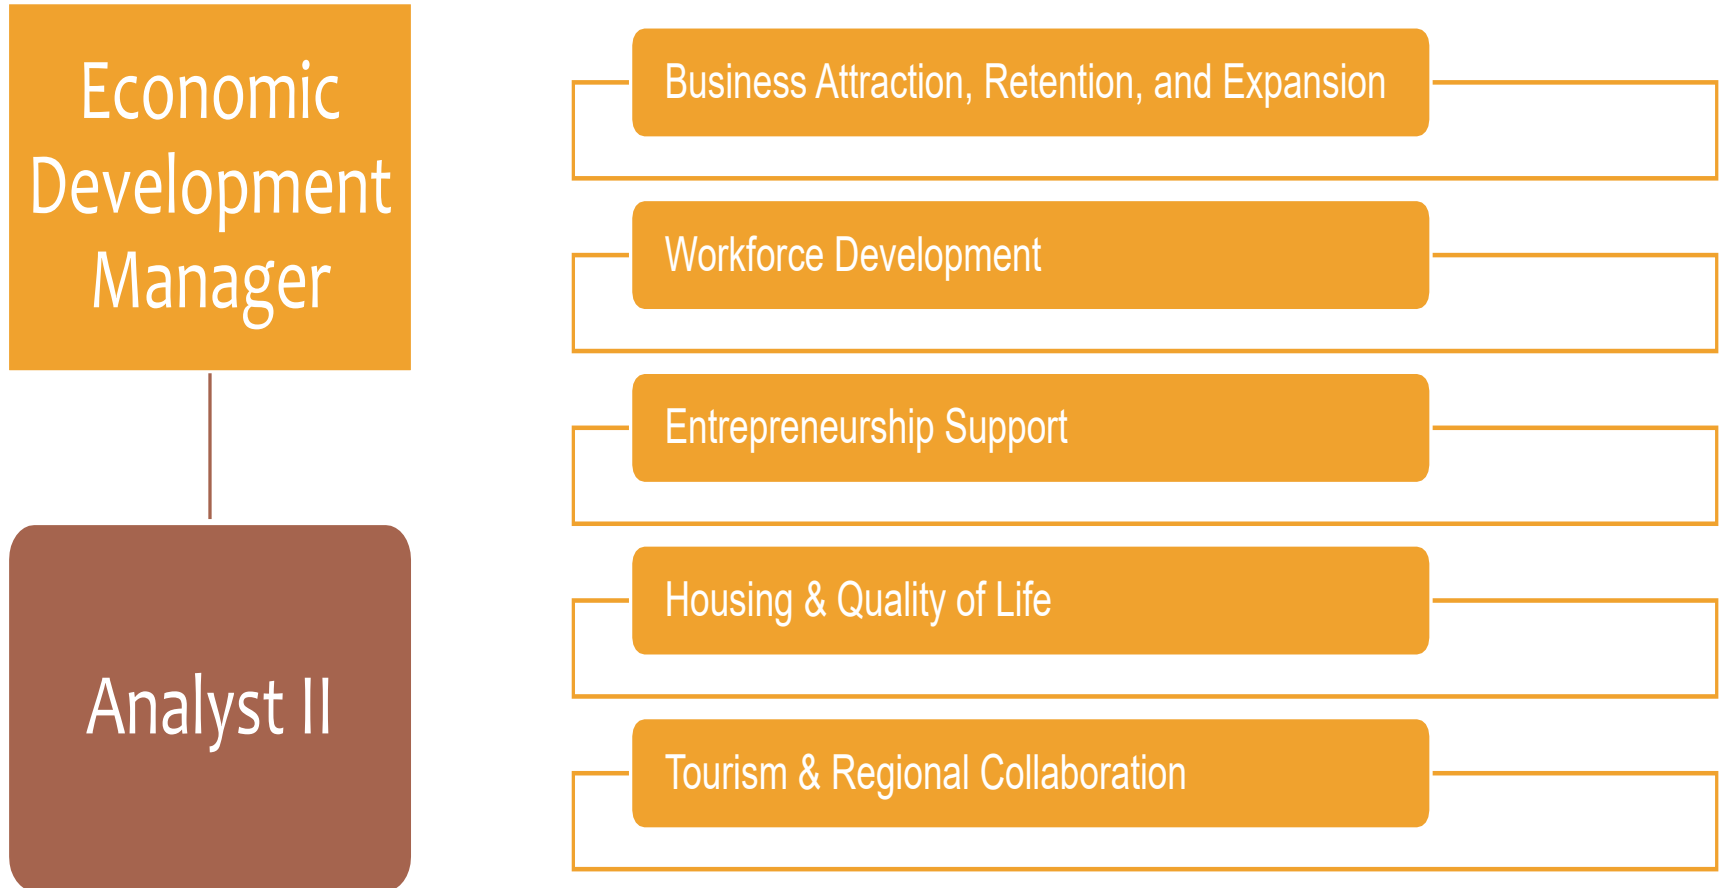 Economic
Development
Manager
Analyst II
Business Attraction, Retention, and Expansion
Workforce Development
Entrepreneurship Support
Housing & Quality of Life
Tourism & Regional Collaboration